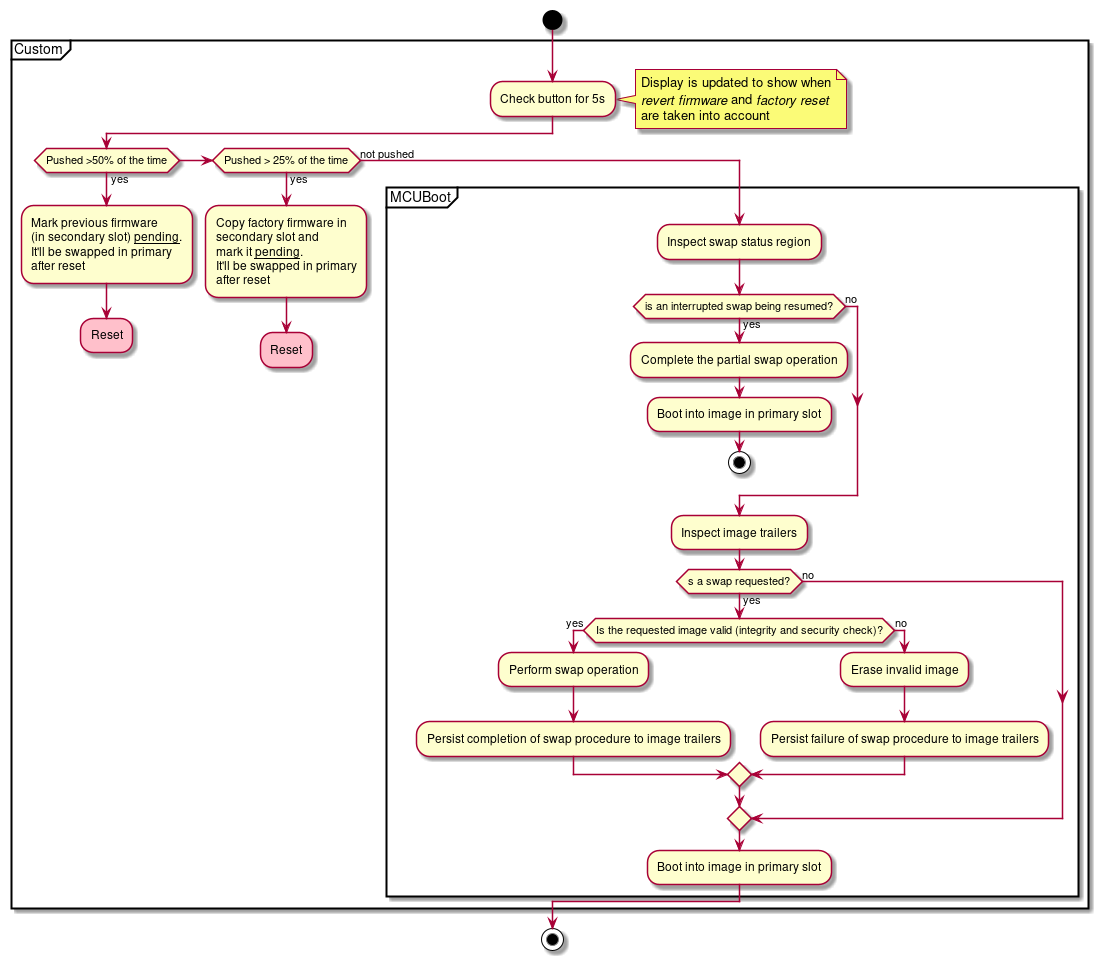 Custom
Check button for 5s
Display is updated to show when
revert firmware and factory reset
are taken into account
Pushed >50% of the time
Pushed > 25% of the time
not pushed
yes
yes
Mark previous firmware
(in secondary slot) pending.
It'll be swapped in primary
after reset
Reset
Copy factory firmware in
secondary slot and
mark it pending.
It'll be swapped in primary
after reset
Reset
MCUBoot
Inspect swap status region
is an interrupted swap being resumed?
no
yes
Complete the partial swap operation
Boot into image in primary slot
Inspect image trailers
s a swap requested?
no
yes
yes
Is the requested image valid (integrity and security check)?
no
Perform swap operation
Erase invalid image
Persist completion of swap procedure to image trailers
Persist failure of swap procedure to image trailers
Boot into image in primary slot